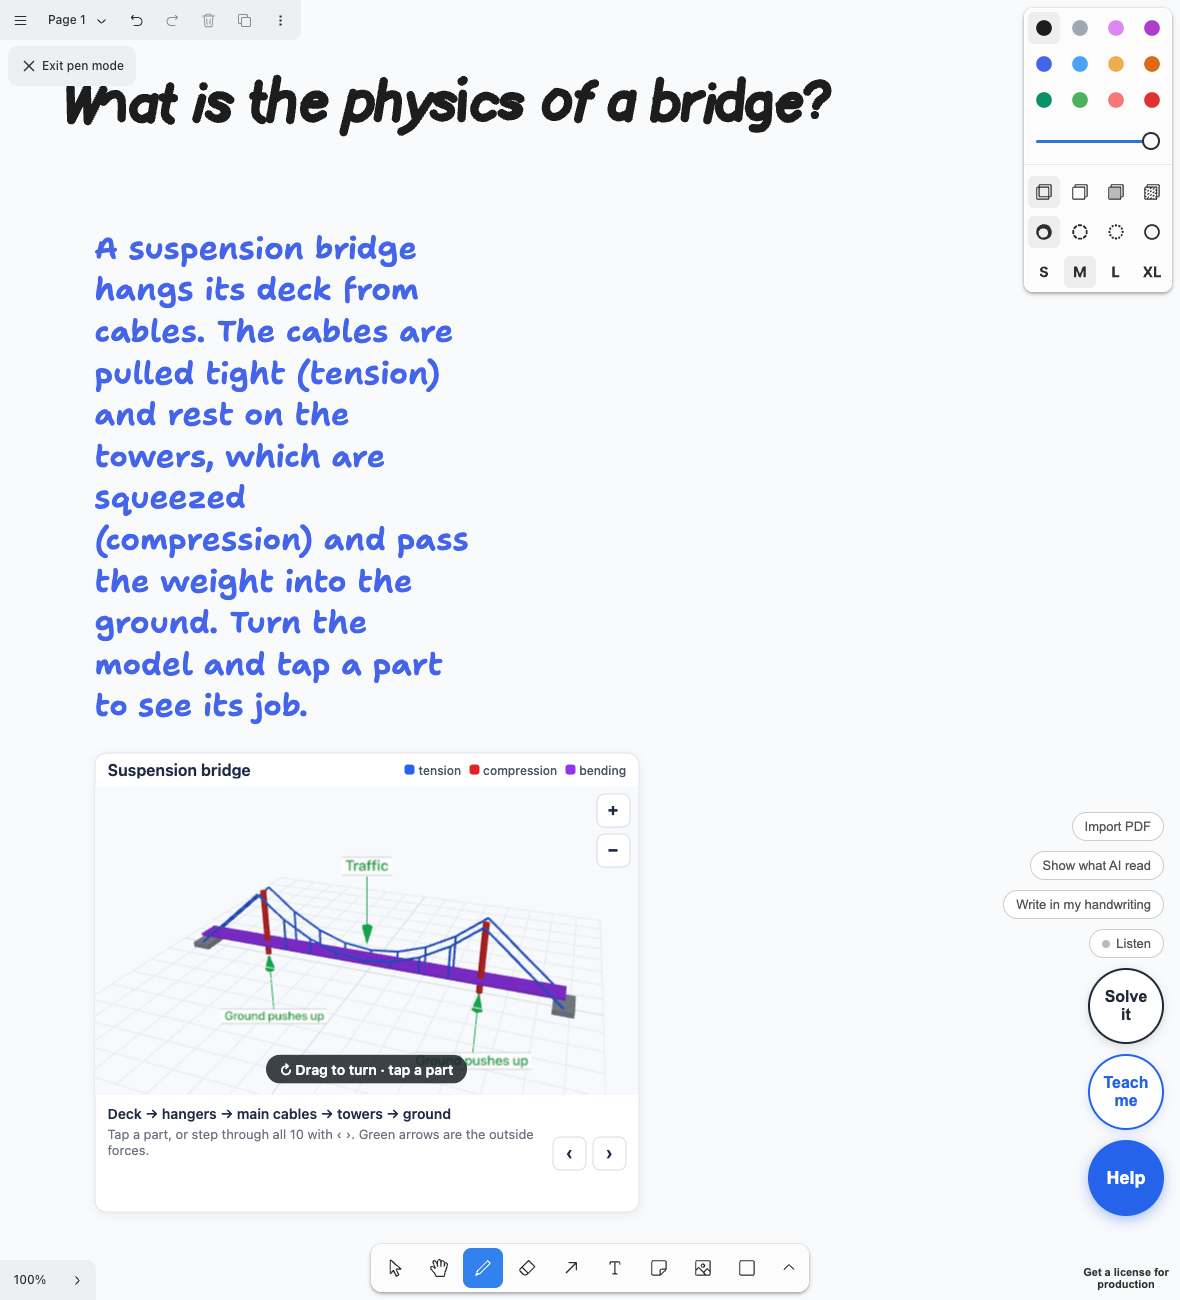 Page 1
Exit pen mode
What is the physics of a bridge?
A suspension bridge
hangs its deck from
cables. The cables are
pulled tight (tension)
and rest on the
towers, which are
squeezed
(compression) and pass
the weight into the
ground. Turn the
model and tap a part
to see its job.
Suspension bridge
tension compression bending
+
−
Traffic
Ground pushes up
Ground pushes up
↻ Drag to turn · tap a part
Deck → hangers → main cables → towers → ground
Tap a part, or step through all 10 with ‹ ›. Green arrows are the outside
forces.
‹ ›
S M L XL
Import PDF
Show what AI read
Write in my handwriting
Listen
Solve
it
Teach
me
Help
100% ›
T
Get a license for
production